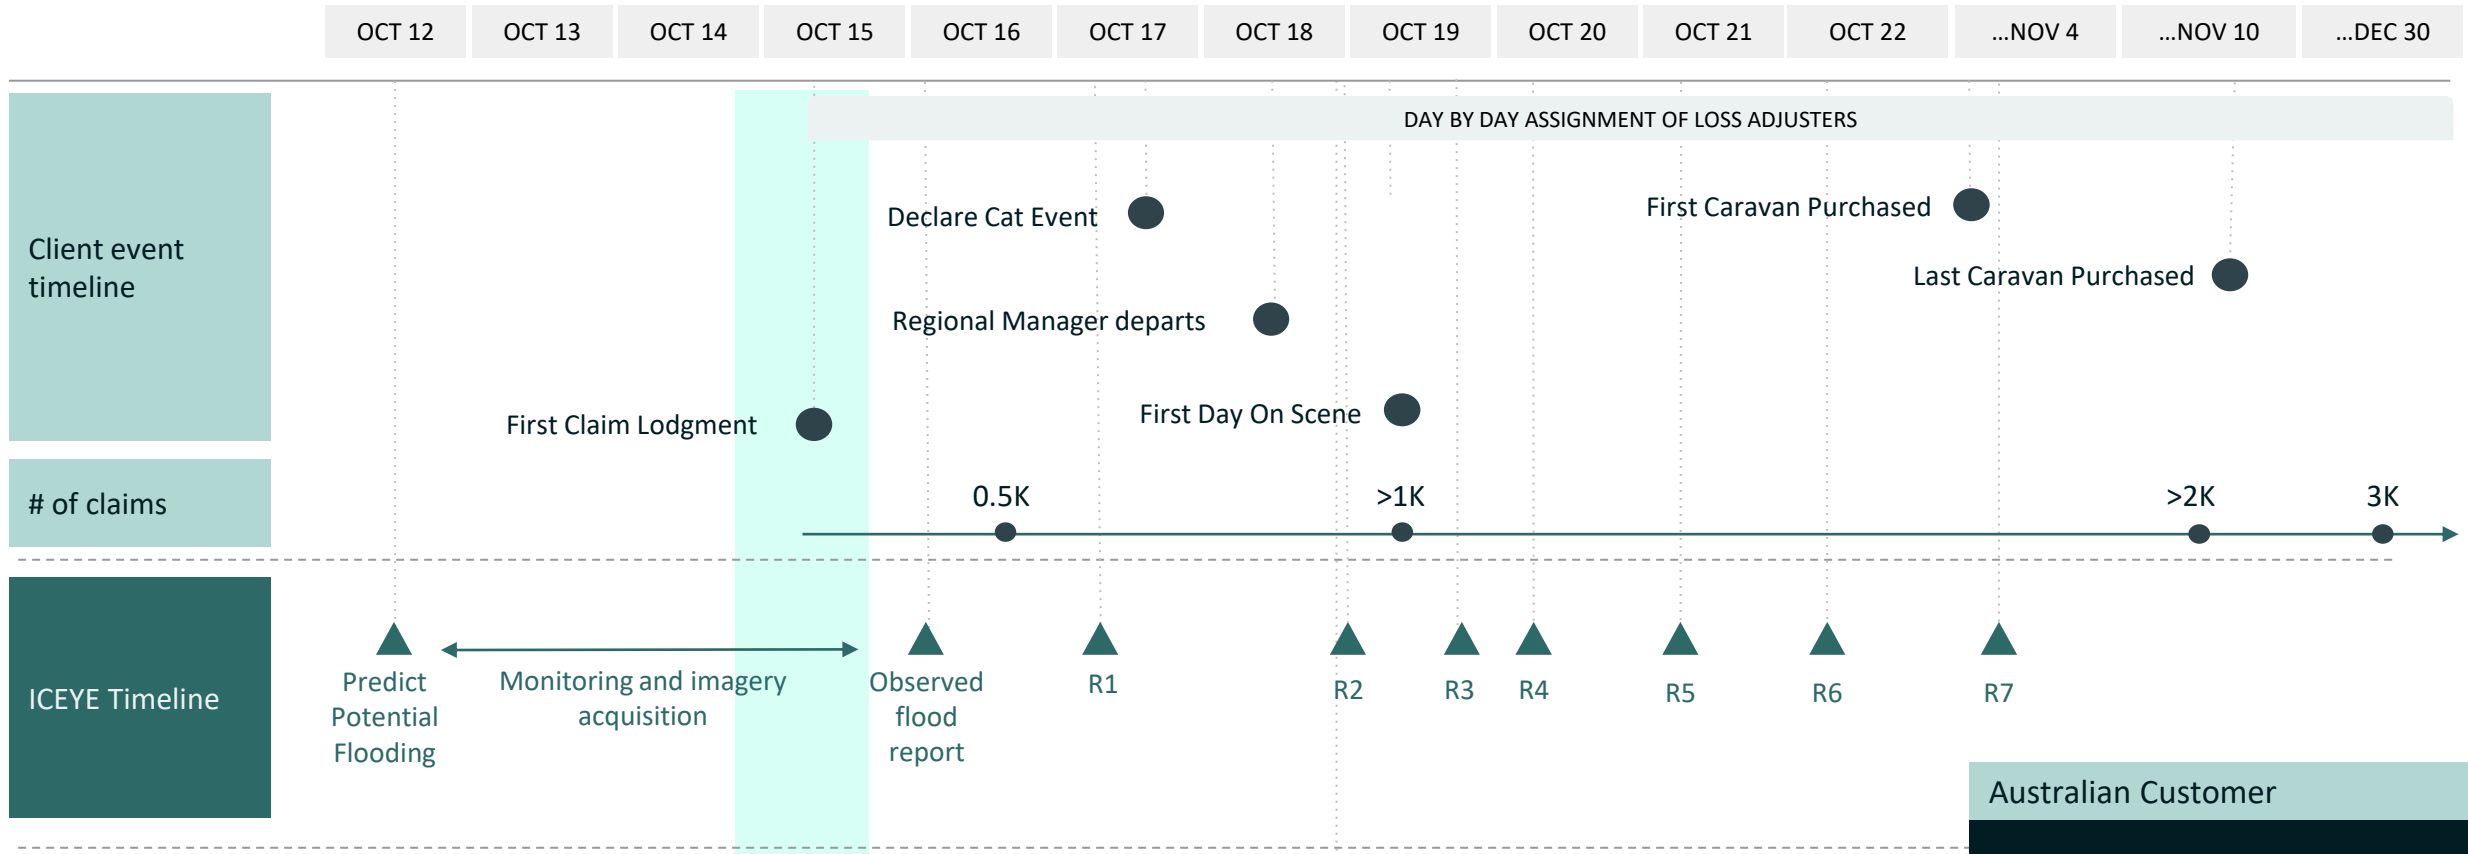 OCT 12
OCT 13
OCT 14
OCT 15
OCT 16
OCT 17
OCT 18
OCT 19
OCT 20
OCT 21
OCT 22
...NOV 4
...NOV 10
...DEC 30
DAY BY DAY ASSIGNMENT OF LOSS ADJUSTERS
Client event
timeline
Declare Cat Event
First Caravan Purchased
Last Caravan Purchased
Regional Manager departs
First Claim Lodgment
First Day On Scene
# of claims
0.5K
>1K
>2K
3K
ICEYE Timeline
Predict
Potential
Flooding
Monitoring and imagery
acquisition
Observed
flood
report
R1
R2
R3
R4
R5
R6
R7
Australian Customer